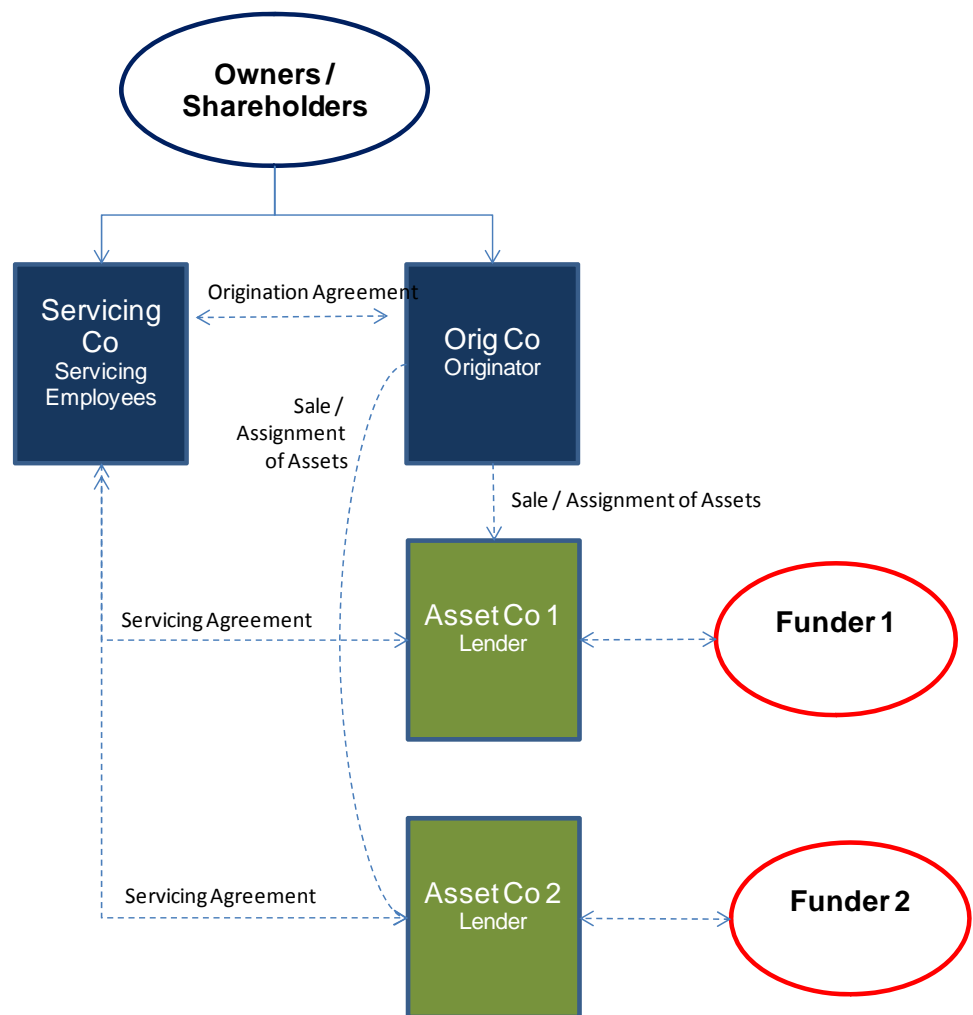 Owners /
Shareholders
Servicing
Co
Servicing
Employees
Origination Agreement
Orig Co
Originator
Sale /
Assignment
of Assets
Sale / Assignment of Assets
Servicing Agreement
Asset Co 1
Lender
Funder 1
Servicing Agreement
Asset Co 2
Lender
Funder 2